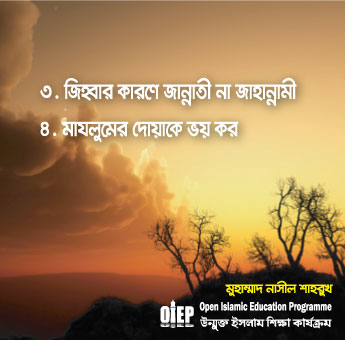 ৩. জিহ্বার কারণে জান্নাতী না জাহান্নামী
৪. মাযলুমের দোয়াকে ভয় কর
মুহাম্মাদ নাসীল শাহরুখ
OIEP
Open Islamic Education Programme
উন্মুক্ত ইসলাম শিক্ষা কার্যক্রম